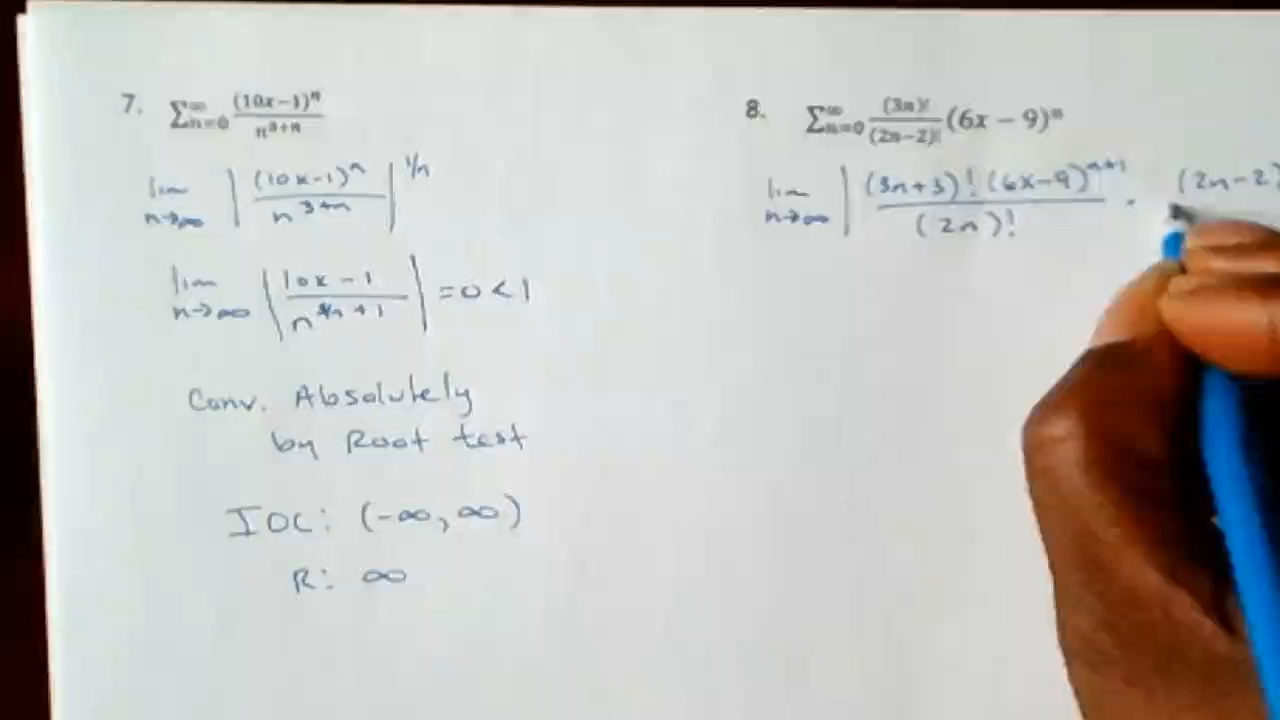 7. ∑_{n=0}^{∞} (10x−1)^n / n^{3+n}
lim n→∞ | (10x−1)^n / n^{3+n} |^{1/n}
lim n→∞ | 10x−1 / n^{3/n+1} | = 0 < 1
Conv. Absolutely
by Root test
IOC: (-∞, ∞)
R: ∞
8. ∑_{n=0}^{∞} (3n)! / (2n−2)! (6x − 9)^n
lim n→∞ | (3n+3)! (6x−9)^{n+1} / (2n)! · (2n−2)